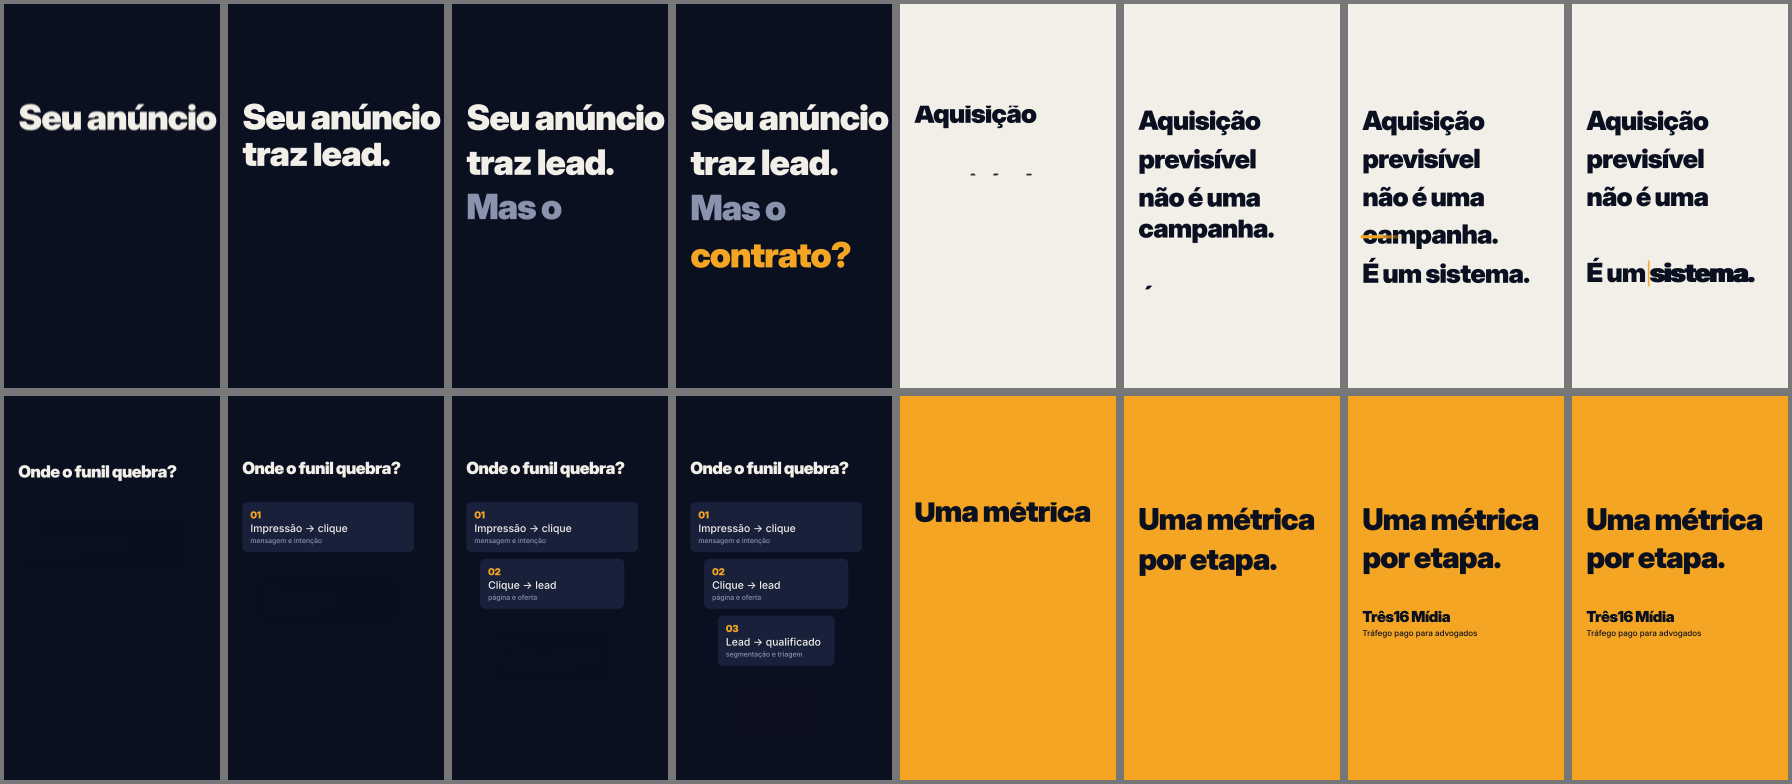 Seu anúncio
Seu anúncio
traz lead.
Seu anúncio
traz lead.
Mas o
Seu anúncio
traz lead.
Mas o
contrato?
Aquisição
Aquisição
previsível
não é uma
campanha.
Aquisição
previsível
não é uma
campanha.
É um sistema.
Aquisição
previsível
não é uma
É um sistema.
Onde o funil quebra?
Onde o funil quebra?
01
Impressão → clique
mensagem e intenção
Onde o funil quebra?
01
Impressão → clique
mensagem e intenção
02
Clique → lead
página e oferta
Onde o funil quebra?
01
Impressão → clique
mensagem e intenção
02
Clique → lead
página e oferta
03
Lead → qualificado
segmentação e triagem
Uma métrica
Uma métrica
por etapa.
Uma métrica
por etapa.
Três16 Mídia
Tráfego pago para advogados
Uma métrica
por etapa.
Três16 Mídia
Tráfego pago para advogados